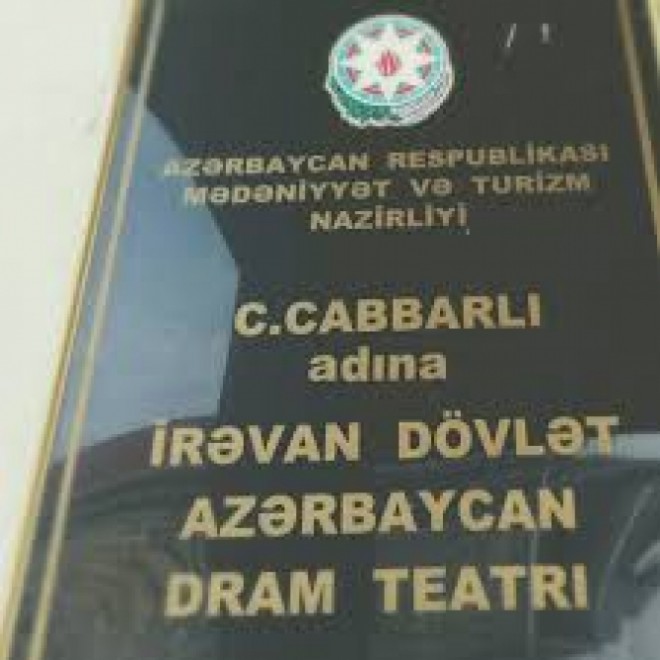 AZƏRBAYCAN RESPUBLİKASI
MƏDƏNİYYƏT VƏ TURİZM
NAZİRLİYİ
C.CABBARLI
adına
İRƏVAN DÖVLƏT
AZƏRBAYCAN
DRAM TEATRI